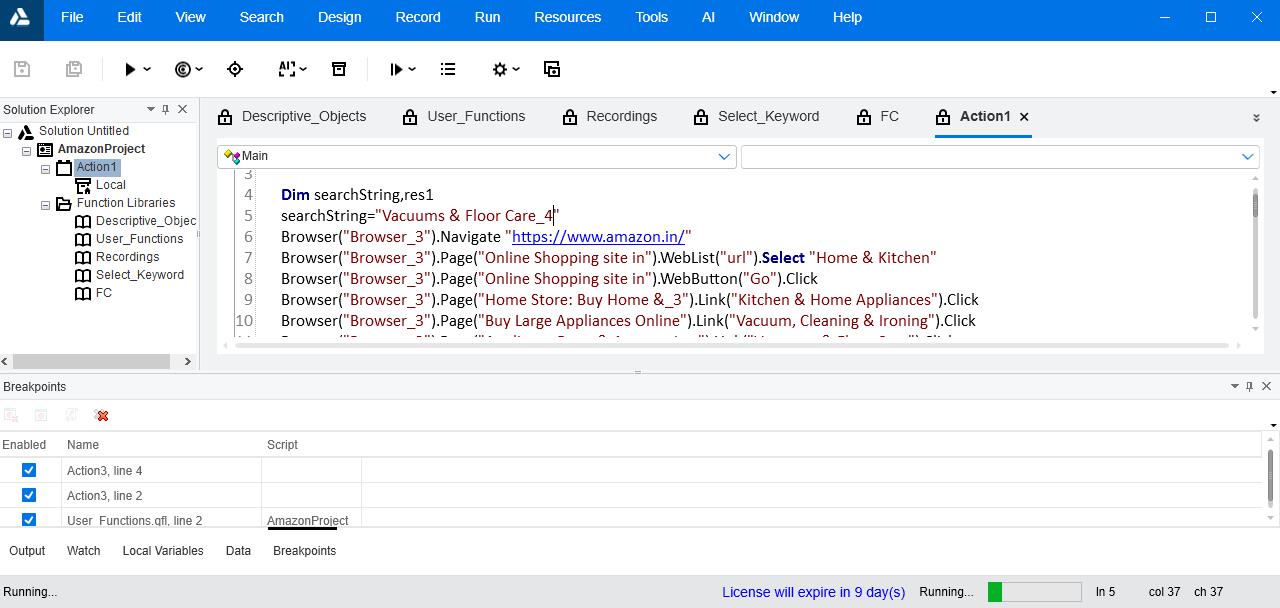 File Edit View Search Design Record Run Resources Tools AI Window Help
Solution Explorer
Solution Untitled
AmazonProject
Action1
Local
Function Libraries
Descriptive_Objec
User_Functions
Recordings
Select_Keyword
FC
Descriptive_Objects User_Functions Recordings Select_Keyword FC Action1
Main
3
4 Dim searchString,res1
5 searchString="Vacuums & Floor Care_4"
6 Browser("Browser_3").Navigate "https://www.amazon.in/"
7 Browser("Browser_3").Page("Online Shopping site in").WebList("url").Select "Home & Kitchen"
8 Browser("Browser_3").Page("Online Shopping site in").WebButton("Go").Click
9 Browser("Browser_3").Page("Home Store: Buy Home &_3").Link("Kitchen & Home Appliances").Click
10 Browser("Browser_3").Page("Buy Large Appliances Online").Link("Vacuum, Cleaning & Ironing").Click
Breakpoints
Enabled Name Script
Action3, line 4
Action3, line 2
User_Functions.qfl, line 2 AmazonProject
Output Watch Local Variables Data Breakpoints
Running... License will expire in 9 day(s) Running... ln 5 col 37 ch 37